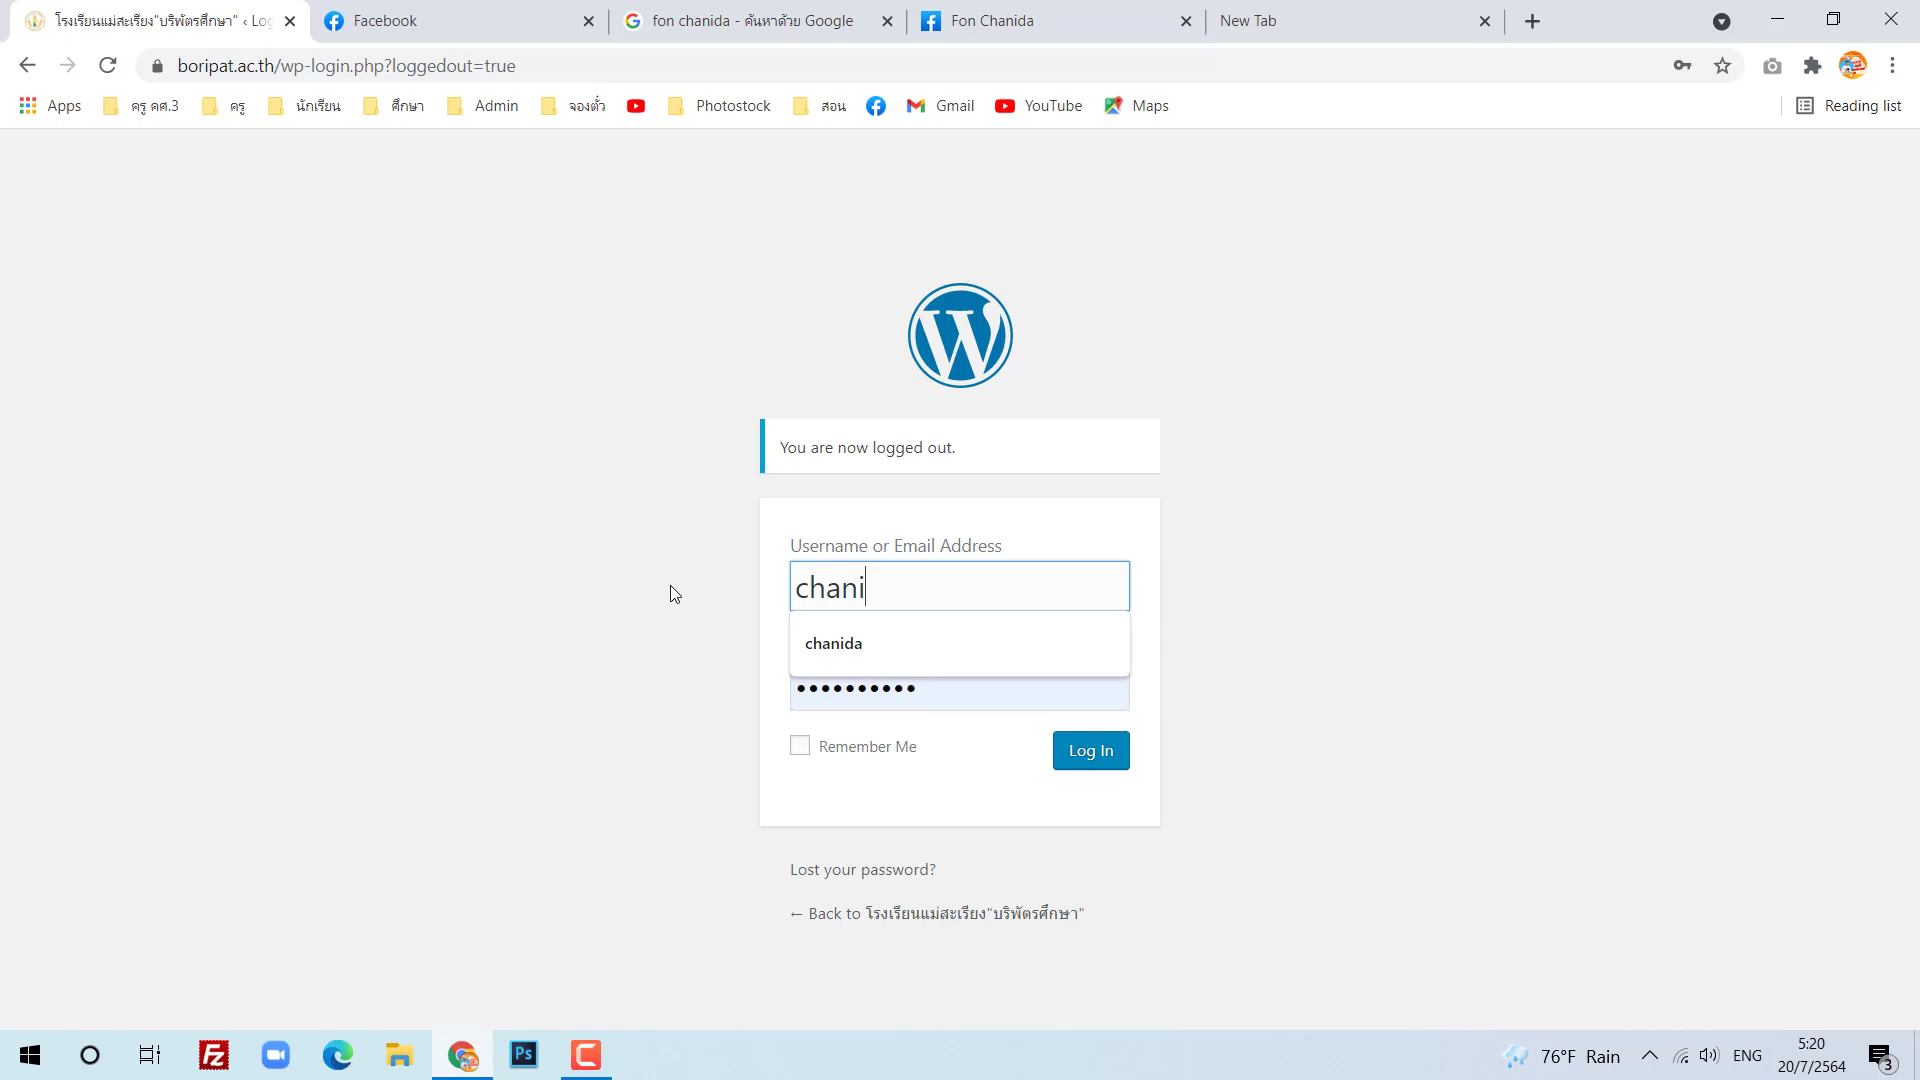 โรงเรียนแม่สะเรียง"บริพัตรศึกษา" ‹ Log
Facebook
fon chanida - ค้นหาด้วย Google
Fon Chanida
New Tab
boripat.ac.th/wp-login.php?loggedout=true
Apps
ครู คศ.3
ครู
นักเรียน
ศึกษา
Admin
จองตั๋ว
Photostock
สอน
Gmail
YouTube
Maps
Reading list
You are now logged out.
Username or Email Address
chani
chanida
••••••••••
Remember Me
Log In
Lost your password?
← Back to โรงเรียนแม่สะเรียง"บริพัตรศึกษา"
Fz
Ps
76°F Rain
ENG
5:20
20/7/2564
3